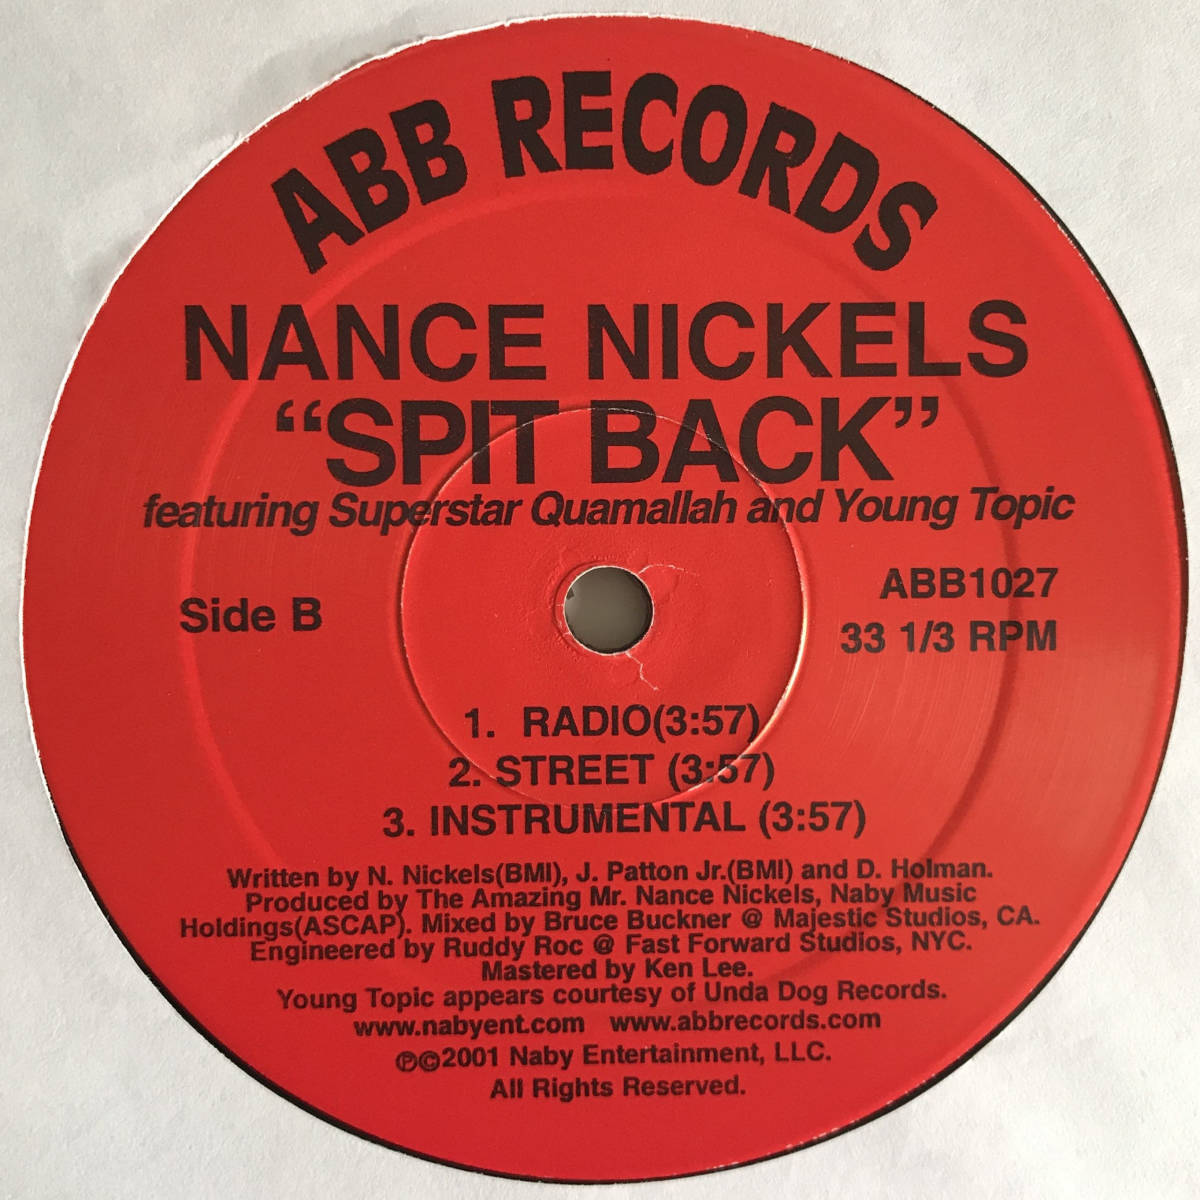 ABB RECORDS
NANCE NICKELS
“SPIT BACK”
featuring Superstar Quamallah and Young Topic
Side B
ABB1027
33 1/3 RPM
1. RADIO(3:57)
2. STREET (3:57)
3. INSTRUMENTAL (3:57)
Written by N. Nickels(BMI), J. Patton Jr.(BMI) and D. Holman.
Produced by The Amazing Mr. Nance Nickels, Naby Music
Holdings(ASCAP). Mixed by Bruce Buckner @ Majestic Studios, CA.
Engineered by Ruddy Roc @ Fast Forward Studios, NYC.
Mastered by Ken Lee.
Young Topic appears courtesy of Unda Dog Records.
www.nabyent.com www.abbrecords.com
℗©2001 Naby Entertainment, LLC.
All Rights Reserved.